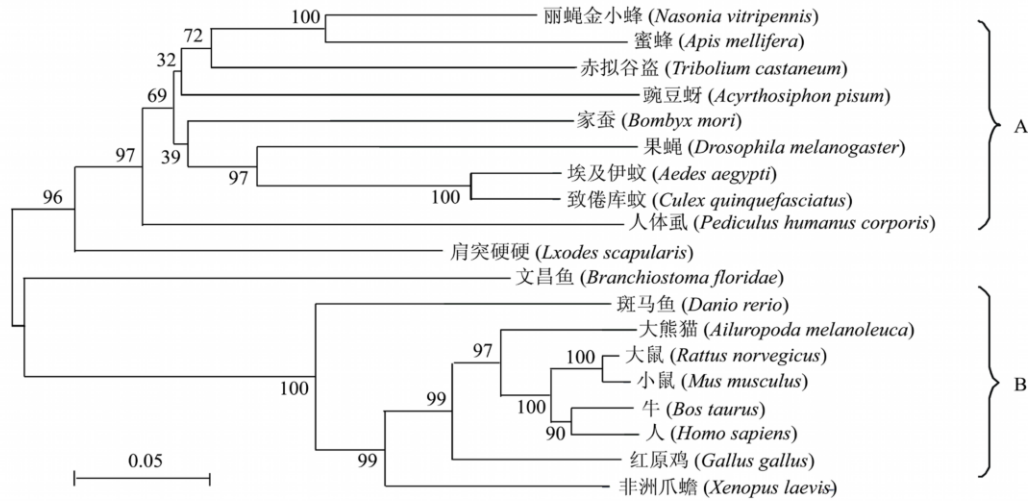 100
丽蝇金小蜂 (Nasonia vitripennis)
72
蜜蜂 (Apis mellifera)
32
赤拟谷盗 (Tribolium castaneum)
69
豌豆蚜 (Acyrthosiphon pisum)
家蚕 (Bombyx mori)
A
97
39
果蝇 (Drosophila melanogaster)
97
埃及伊蚊 (Aedes aegypti)
96
100
致倦库蚊 (Culex quinquefasciatus)
人体虱 (Pediculus humanus corporis)
肩突硬硬 (Lxodes scapularis)
文昌鱼 (Branchiostoma floridae)
斑马鱼 (Danio rerio)
大熊猫 (Ailuropoda melanoleuca)
97
100
大鼠 (Rattus norvegicus)
小鼠 (Mus musculus)
B
100
99
100
牛 (Bos taurus)
90
人 (Homo sapiens)
99
红原鸡 (Gallus gallus)
0.05
非洲爪蟾 (Xenopus laevis)